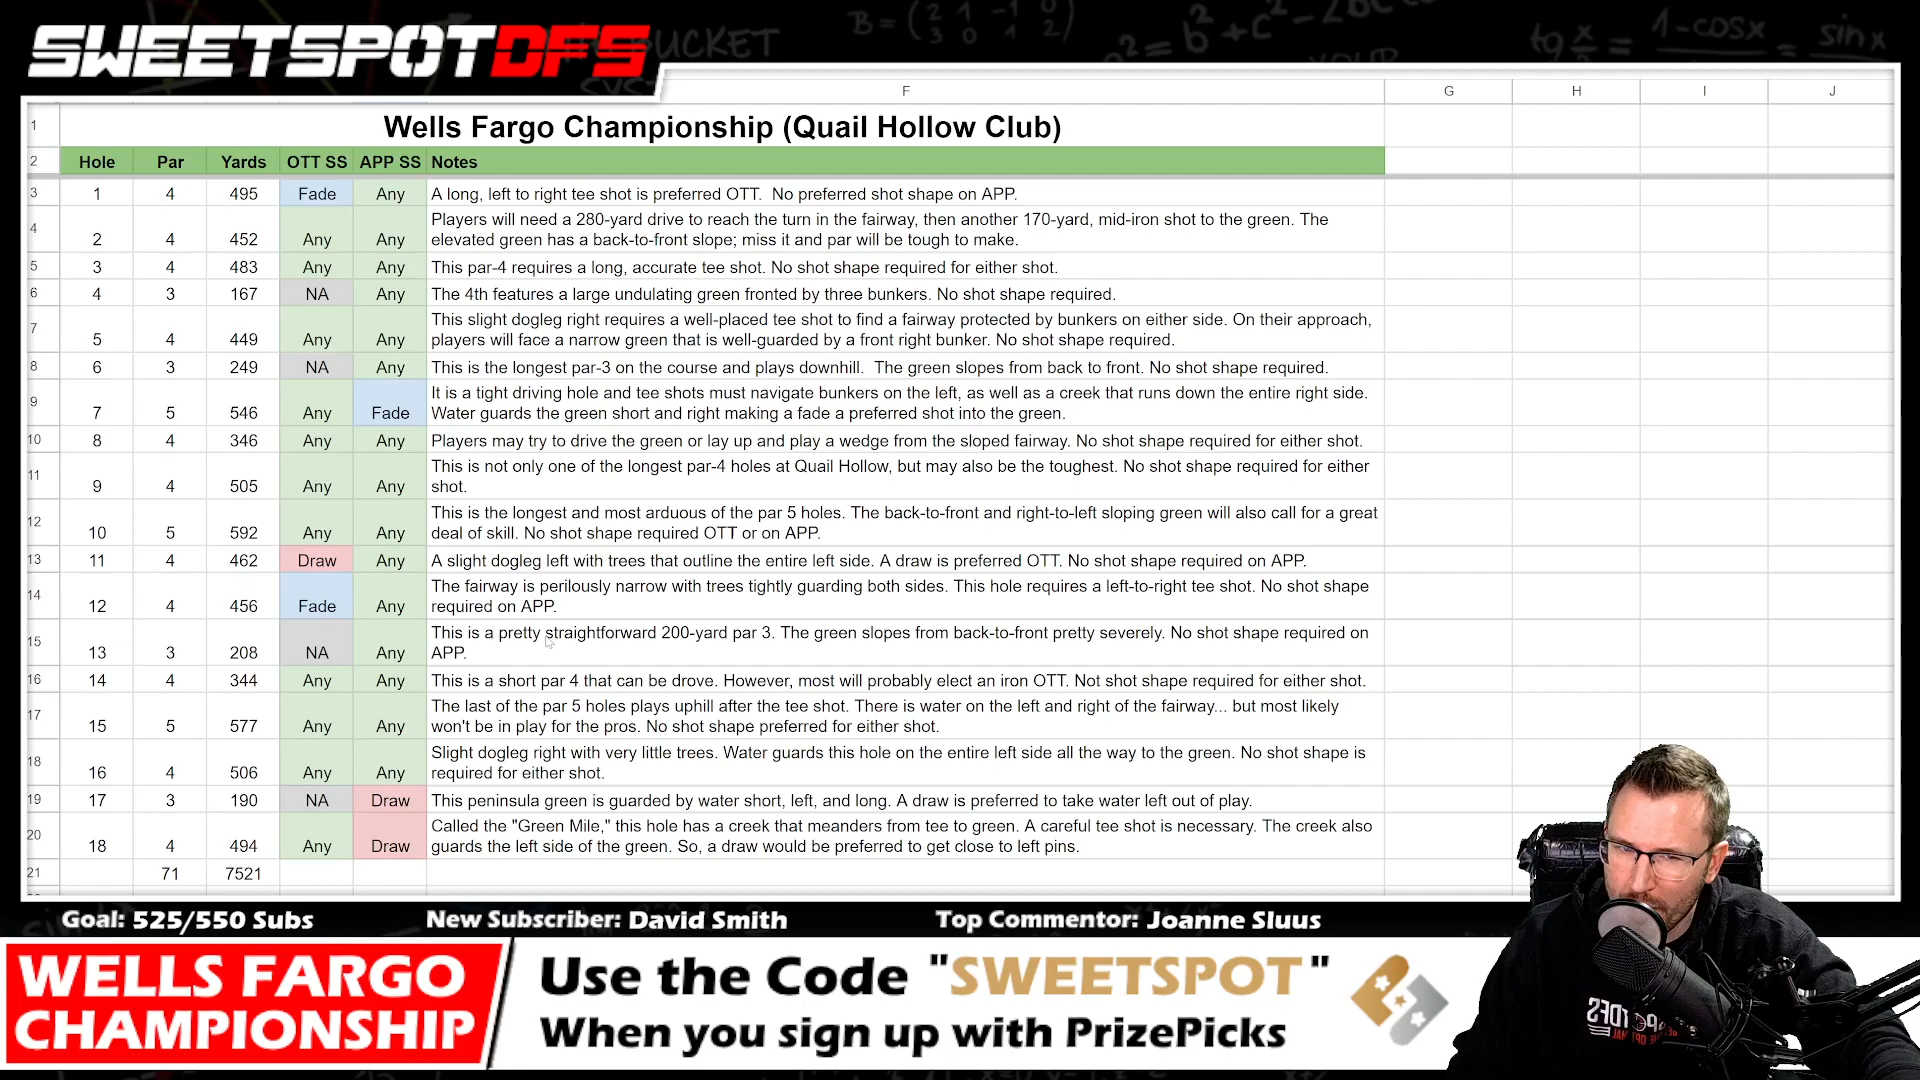 SWEETSPOTDFS
BUCKET
YOUR
F G H I J
1 Wells Fargo Championship (Quail Hollow Club)
2 Hole Par Yards OTT SS APP SS Notes
3 1 4 495 Fade Any A long, left to right tee shot is preferred OTT. No preferred shot shape on APP.
4 2 4 452 Any Any Players will need a 280-yard drive to reach the turn in the fairway, then another 170-yard, mid-iron shot to the green. The
elevated green has a back-to-front slope; miss it and par will be tough to make.
5 3 4 483 Any Any This par-4 requires a long, accurate tee shot. No shot shape required for either shot.
6 4 3 167 NA Any The 4th features a large undulating green fronted by three bunkers. No shot shape required.
7 5 4 449 Any Any This slight dogleg right requires a well-placed tee shot to find a fairway protected by bunkers on either side. On their approach,
players will face a narrow green that is well-guarded by a front right bunker. No shot shape required.
8 6 3 249 NA Any This is the longest par-3 on the course and plays downhill. The green slopes from back to front. No shot shape required.
9 7 5 546 Any Fade It is a tight driving hole and tee shots must navigate bunkers on the left, as well as a creek that runs down the entire right side.
Water guards the green short and right making a fade a preferred shot into the green.
10 8 4 346 Any Any Players may try to drive the green or lay up and play a wedge from the sloped fairway. No shot shape required for either shot.
11 9 4 505 Any Any This is not only one of the longest par-4 holes at Quail Hollow, but may also be the toughest. No shot shape required for either
shot.
12 10 5 592 Any Any This is the longest and most arduous of the par 5 holes. The back-to-front and right-to-left sloping green will also call for a great
deal of skill. No shot shape required OTT or on APP.
13 11 4 462 Draw Any A slight dogleg left with trees that outline the entire left side. A draw is preferred OTT. No shot shape required on APP.
14 12 4 456 Fade Any The fairway is perilously narrow with trees tightly guarding both sides. This hole requires a left-to-right tee shot. No shot shape
required on APP.
15 13 3 208 NA Any This is a pretty straightforward 200-yard par 3. The green slopes from back-to-front pretty severely. No shot shape required on
APP.
16 14 4 344 Any Any This is a short par 4 that can be drove. However, most will probably elect an iron OTT. Not shot shape required for either shot.
17 15 5 577 Any Any The last of the par 5 holes plays uphill after the tee shot. There is water on the left and right of the fairway... but most likely
won't be in play for the pros. No shot shape preferred for either shot.
18 16 4 506 Any Any Slight dogleg right with very little trees. Water guards this hole on the entire left side all the way to the green. No shot shape is
required for either shot.
19 17 3 190 NA Draw This peninsula green is guarded by water short, left, and long. A draw is preferred to take water left out of play.
20 18 4 494 Any Draw Called the "Green Mile," this hole has a creek that meanders from tee to green. A careful tee shot is necessary. The creek also
guards the left side of the green. So, a draw would be preferred to get close to left pins.
21 71 7521
Goal: 525/550 Subs New Subscriber: David Smith Top Commentor: Joanne Sluus
WELLS FARGO
CHAMPIONSHIP
Use the Code "SWEETSPOT"
When you sign up with PrizePicks